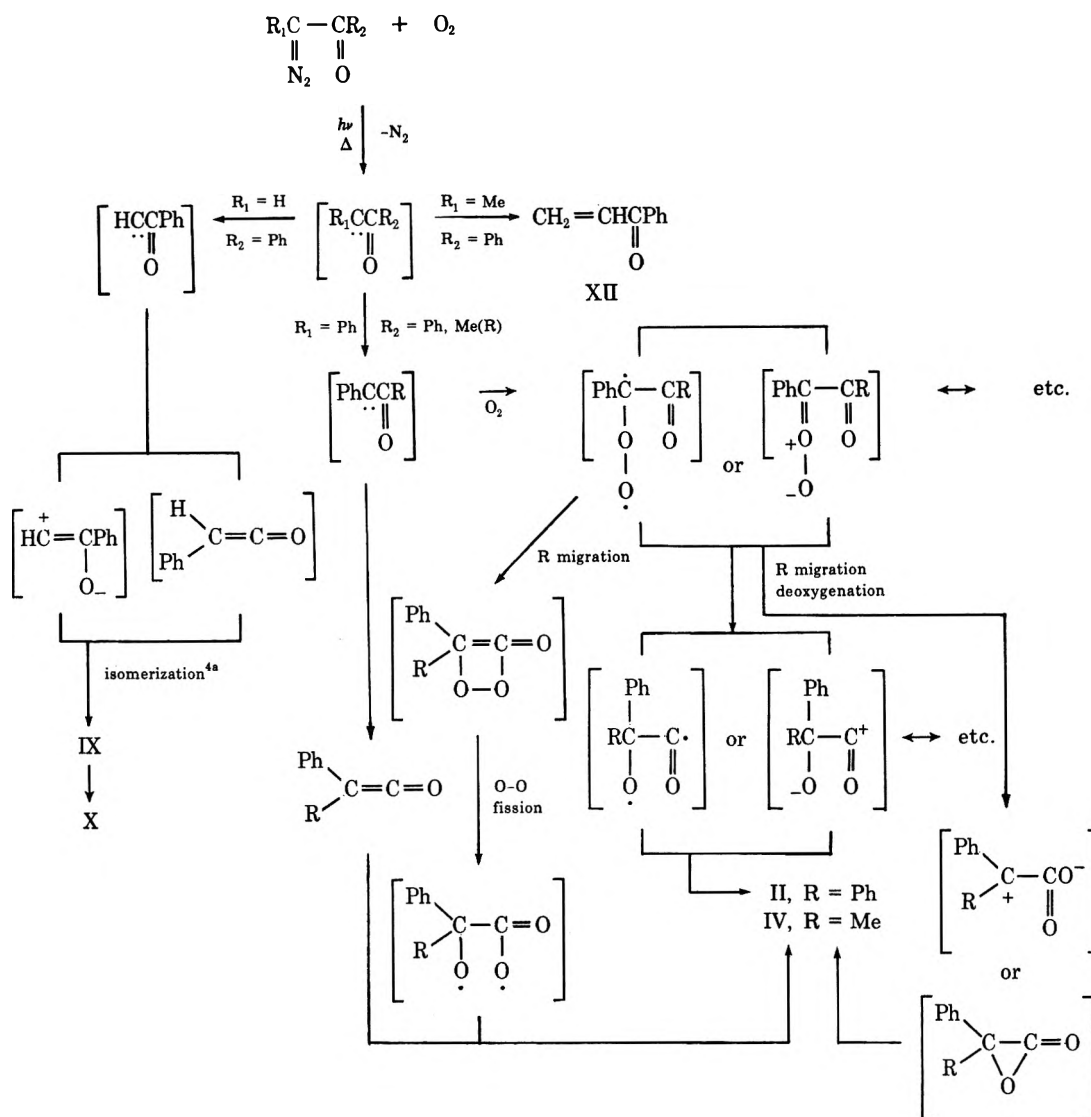 R₁C — CR₂ + O₂
N₂ O
hν
Δ
-N₂
R₁ = H
R₂ = Ph
R₁ = Me
R₂ = Ph
HCCPh
O
R₁CCR₂
O
CH₂=CHCPh
O
XII
R₁ = Ph
R₂ = Ph, Me(R)
PhCCR
O
O₂
PhC — CR
O O
O
or
PhC — CR
+O O
-O
↔ etc.
HC+=CPh
O-
H
Ph C=C=O
R migration
R migration
deoxygenation
isomerization⁴ᵃ
IX
X
Ph
R C=C=O
O-O
Ph
R C=C=O
O-O
fission
Ph
RC — C·
O O
or
Ph
RC — C⁺
-O O
↔ etc.
Ph
R C — C=O
O O
II, R = Ph
IV, R = Me
Ph
R C+ — CO⁻
O
or
Ph
R C — C=O
O